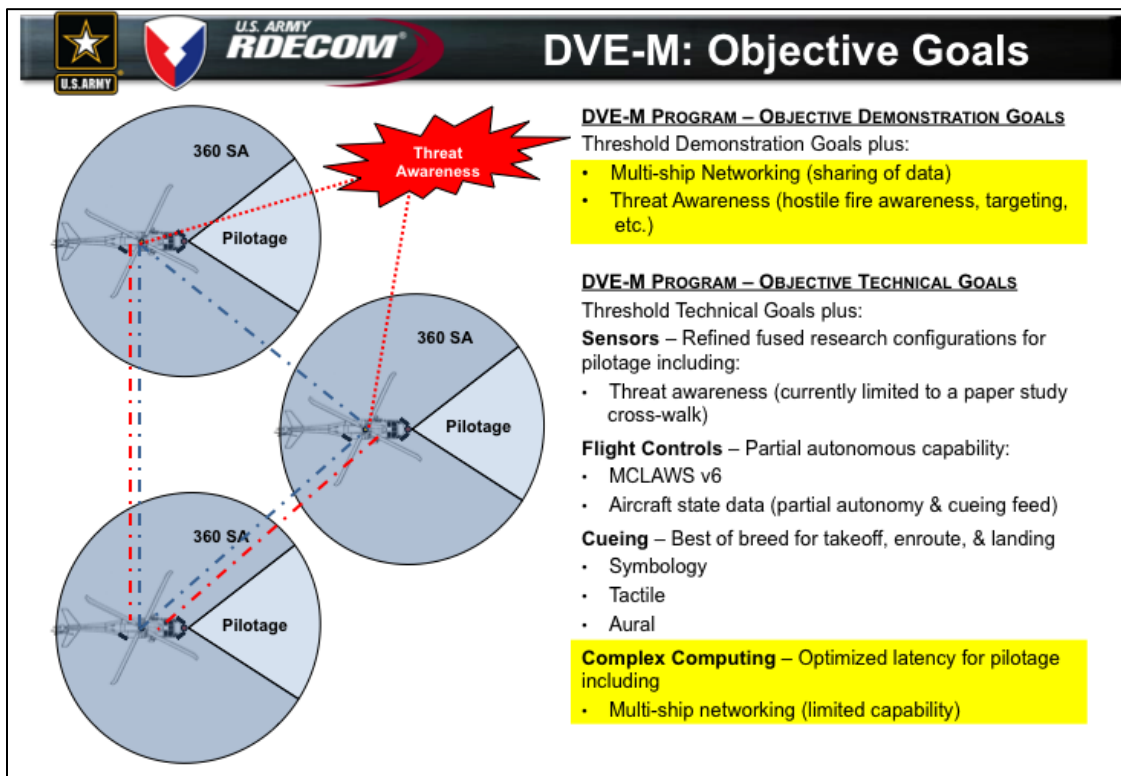 U.S.ARMY
U.S. ARMY
RDECOM®
DVE-M: Objective Goals
360 SA
Pilotage
Threat
Awareness
360 SA
Pilotage
360 SA
Pilotage
DVE-M PROGRAM – OBJECTIVE DEMONSTRATION GOALS
Threshold Demonstration Goals plus:
• Multi-ship Networking (sharing of data)
• Threat Awareness (hostile fire awareness, targeting,
etc.)
DVE-M PROGRAM – OBJECTIVE TECHNICAL GOALS
Threshold Technical Goals plus:
Sensors – Refined fused research configurations for
pilotage including:
• Threat awareness (currently limited to a paper study
cross-walk)
Flight Controls – Partial autonomous capability:
• MCLAWS v6
• Aircraft state data (partial autonomy & cueing feed)
Cueing – Best of breed for takeoff, enroute, & landing
• Symbology
• Tactile
• Aural
Complex Computing – Optimized latency for pilotage
including
• Multi-ship networking (limited capability)